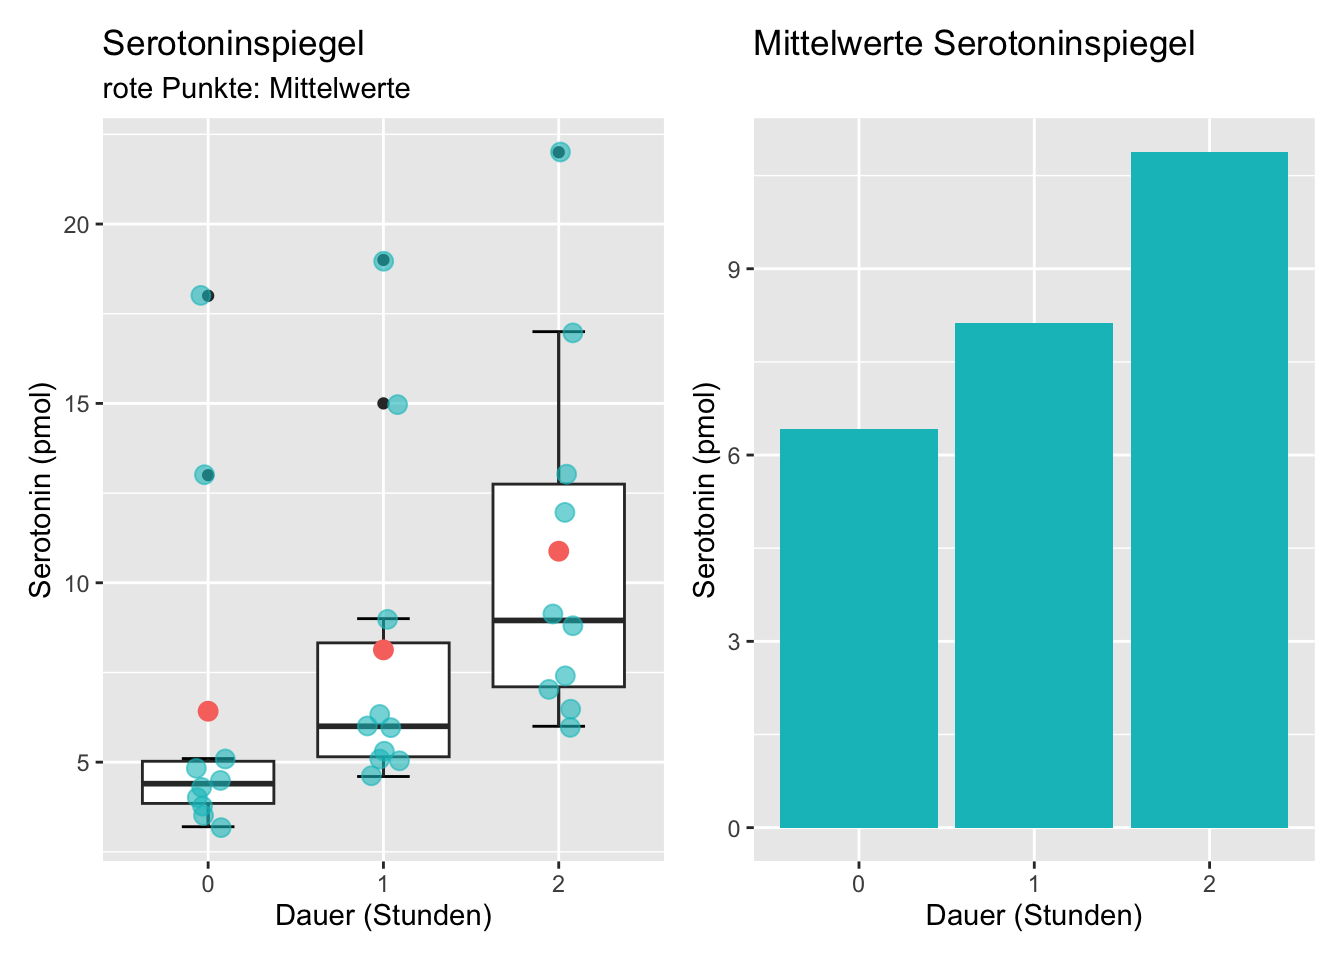 Serotoninspiegel
rote Punkte: Mittelwerte
Serotonin (pmol)
20
15
10
5
0 1 2
Dauer (Stunden)
Mittelwerte Serotoninspiegel
Serotonin (pmol)
9
6
3
0
0 1 2
Dauer (Stunden)